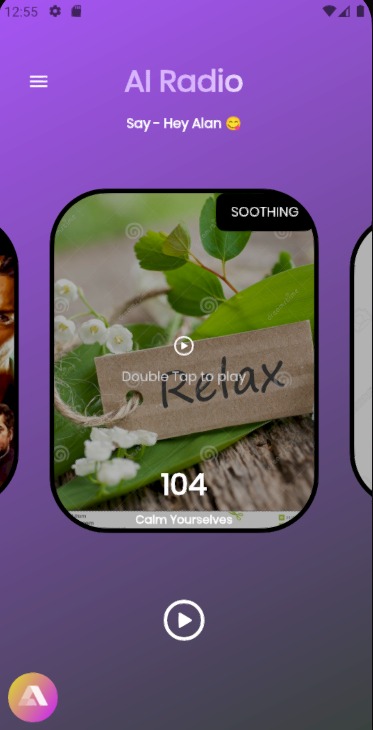 12:55
AI Radio
Say - Hey Alan 😋
SOOTHING
Double Tap to play
Relax
104
Calm Yourselves